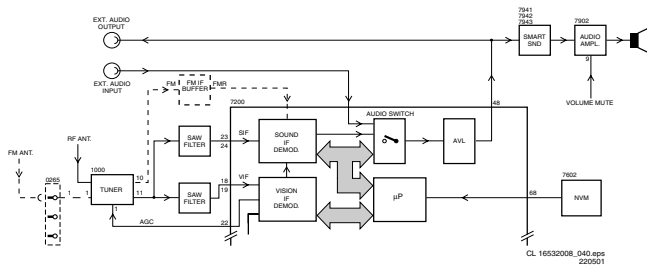 EXT. AUDIO
OUTPUT
7941
7942
7943
SMART
SND
7902
AUDIO
AMPL.
9
EXT. AUDIO
INPUT
FM
FM IF
BUFFER
FMR
48
VOLUME MUTE
7200
AUDIO SWITCH
RF ANT.
SAW
FILTER
23
24
SIF
SOUND
IF
DEMOD.
AVL
FM ANT.
0265
1
1
1000
TUNER
10
11
1
SAW
FILTER
18
19
VIF
VISION
IF
DEMOD.
µP
68
7602
NVM
AGC
22
CL 16532008_040.eps
220501